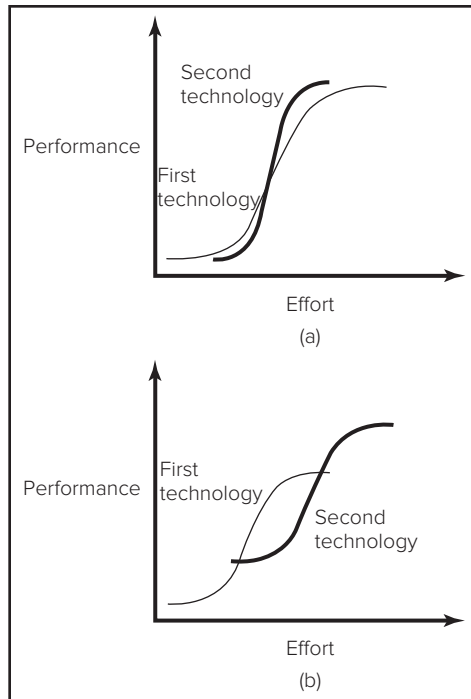 Second
technology
Performance
First
technology
Effort
(a)
First
technology
Performance
Second
technology
Effort
(b)